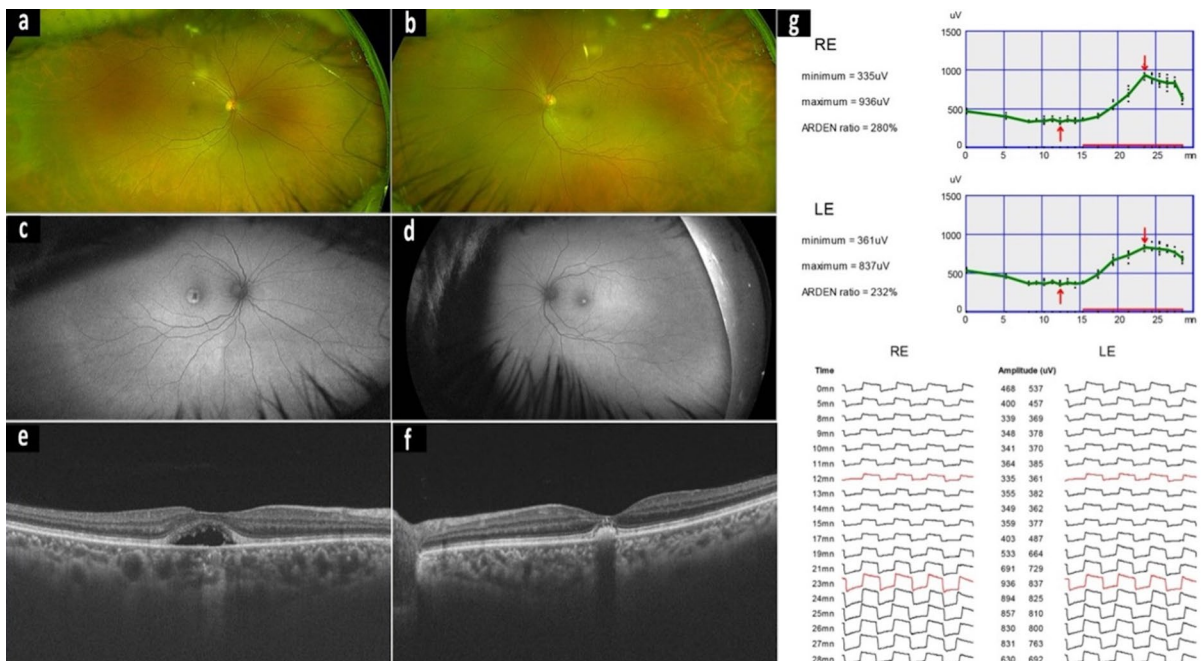 a
b
c
d
e
f
g
RE
minimum = 335uV
maximum = 936uV
ARDEN ratio = 280%
uV
1500
1000
500
0
0 5 10 15 20 25 mn
LE
minimum = 361uV
maximum = 837uV
ARDEN ratio = 232%
uV
1500
1000
500
0
0 5 10 15 20 25 mn
RE LE
Time Amplitude (uV)
0mn 468 537
5mn 400 457
8mn 339 369
9mn 348 378
10mn 341 370
11mn 364 385
12mn 335 361
13mn 355 382
14mn 349 362
15mn 359 377
17mn 403 487
19mn 533 664
21mn 691 729
23mn 936 837
24mn 894 825
25mn 857 810
26mn 830 800
27mn 831 763
28mn 630 692